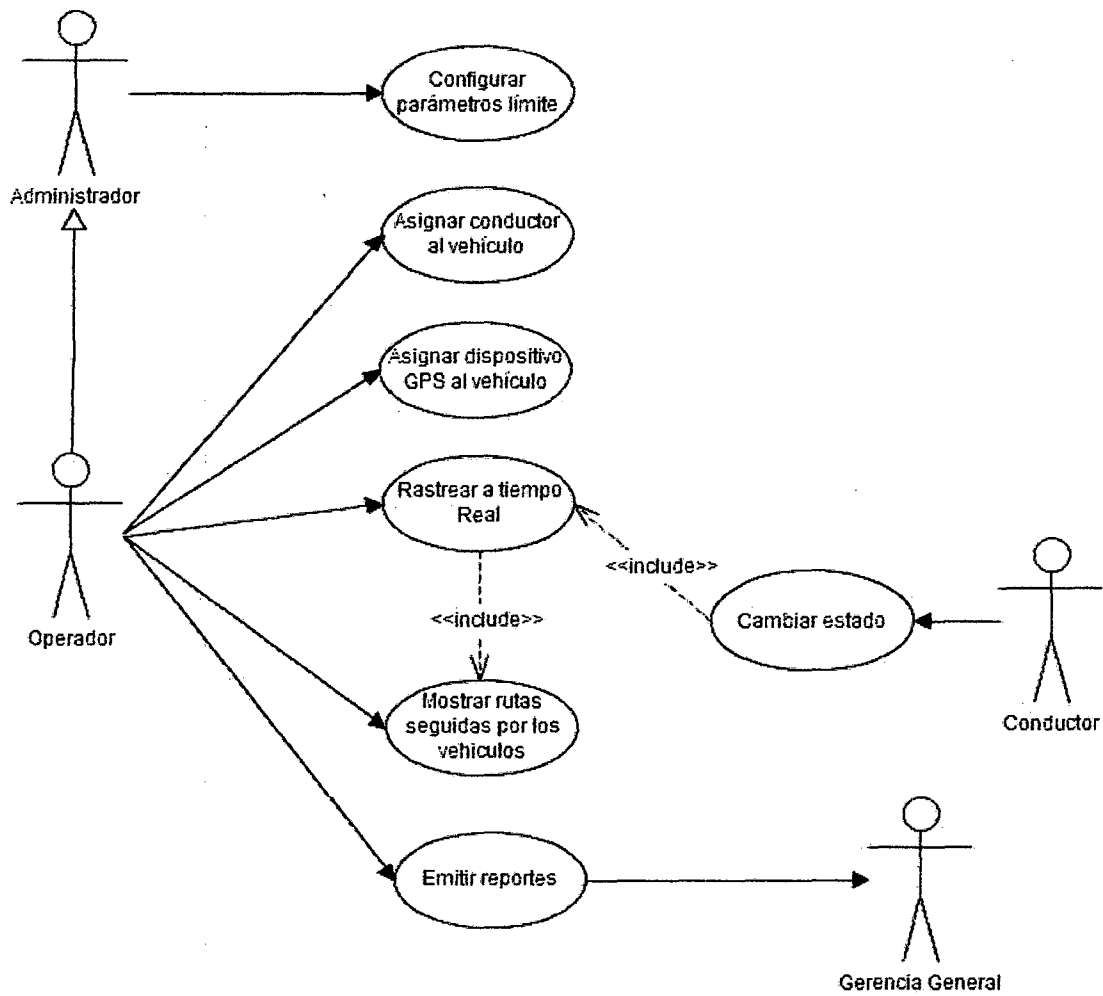 Configurar
parámetros límite
Administrador
Asignar conductor
al vehículo
Asignar dispositivo
GPS al vehículo
Rastrear a tiempo
Real
<<include>>
Cambiar estado
Operador
<<include>>
Mostrar rutas
seguidas por los
vehiculos
Conductor
Emitir reportes
Gerencia General